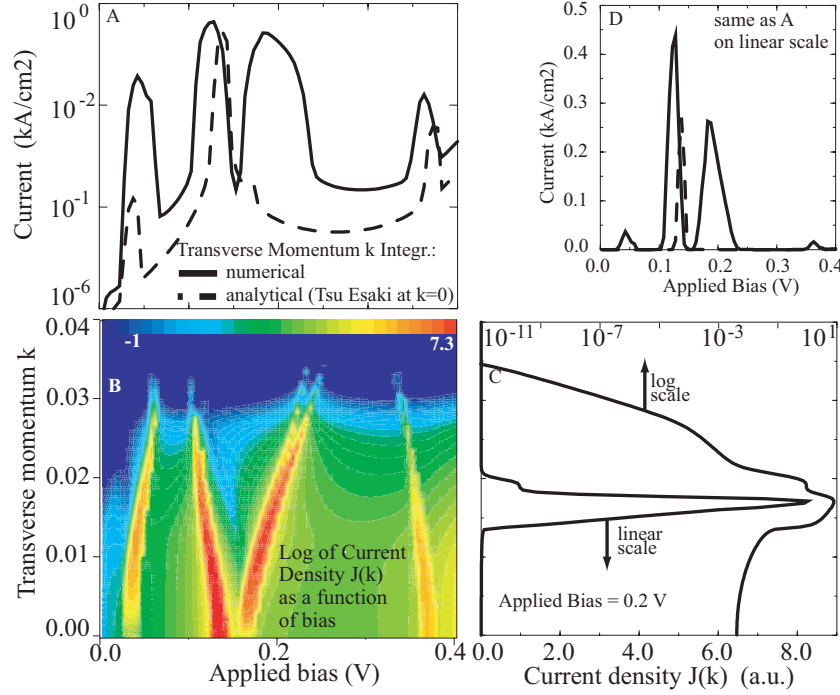 A
10^0
10^-2
10^-1
10^-6
Current (kA/cm2)
Transverse Momentum k Integr.:
numerical
analytical (Tsu Esaki at k=0)
D
same as A
on linear scale
0.5
0.4
0.3
0.2
0.1
0.0
Current (kA/cm2)
0.0 0.1 0.2 0.3 0.4
Applied Bias (V)
0.04
0.03
0.02
0.01
0.00
Transverse momentum k
-1 7.3
B
Log of Current
Density J(k)
as a function
of bias
0.0 0.2 0.4
Applied bias (V)
10^-11 10^-7 10^-3 10^1
C
log
scale
linear
scale
Applied Bias = 0.2 V
0.0 2.0 4.0 6.0 8.0
Current density J(k) (a.u.)